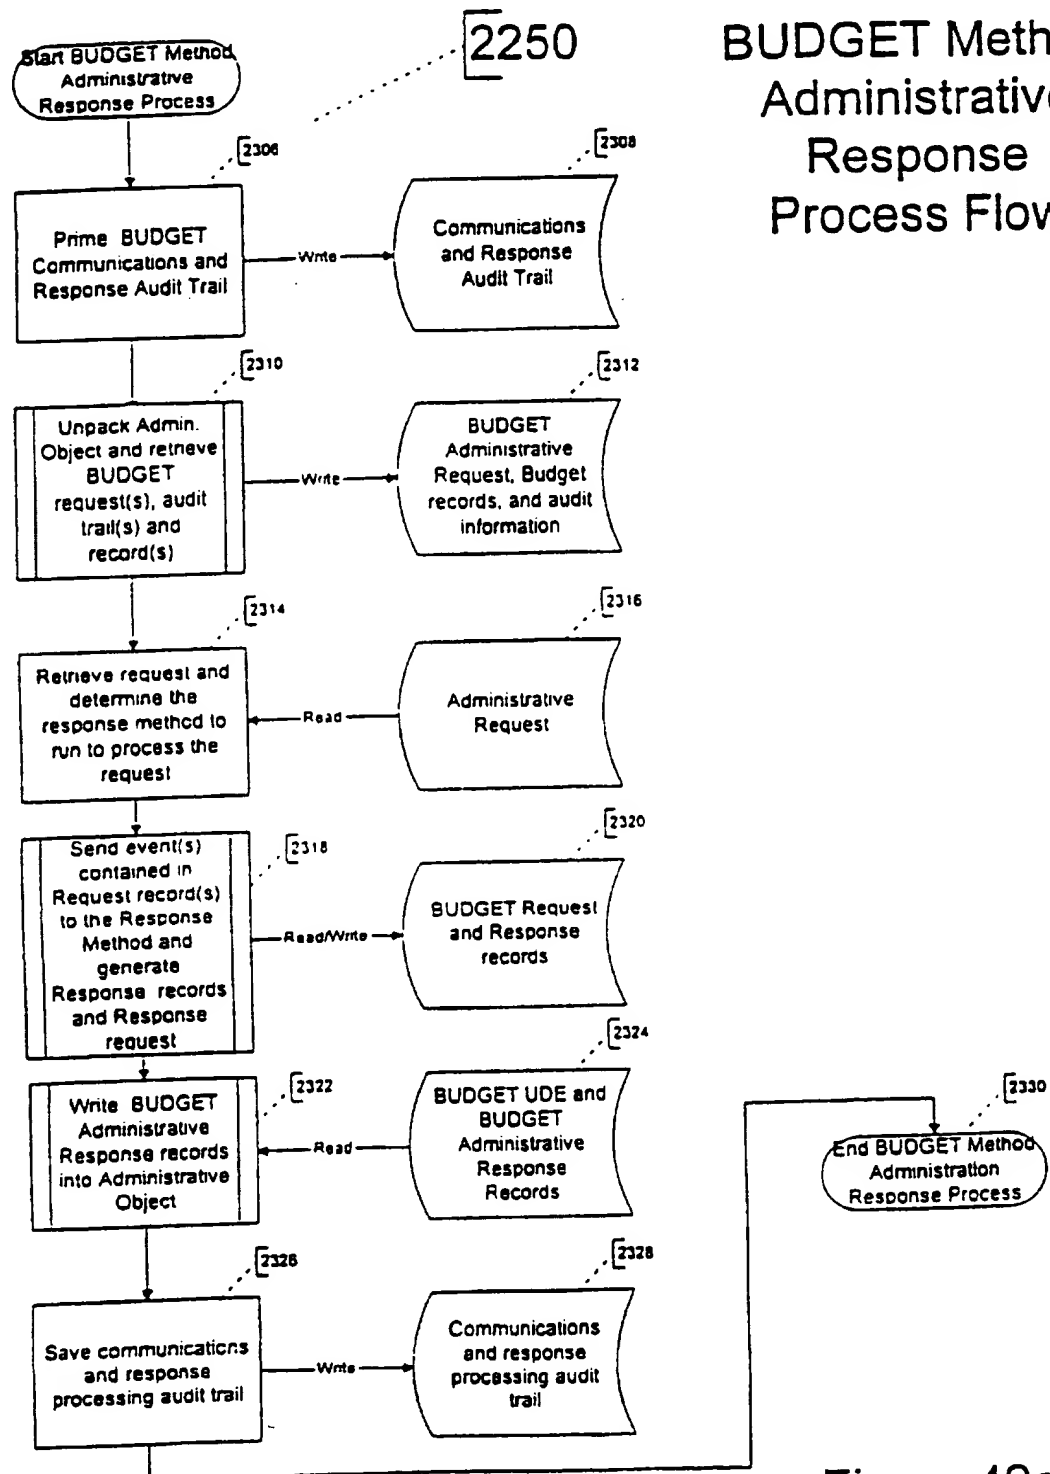 2250
BUDGET Meth
Administrative
Response
Process Flow
Start BUDGET Method
Administrative
Response Process
2306
2308
Prime BUDGET
Communications and
Response Audit Trail
Write
Communications
and Response
Audit Trail
2310
2312
Unpack Admin.
Object and retrieve
BUDGET
request(s), audit
trail(s) and
record(s)
Write
BUDGET
Administrative
Request, Budget
records, and audit
information
2314
2316
Retrieve request and
determine the
response method to
run to process the
request
Read
Administrative
Request
2318
2320
Send event(s)
contained in
Request record(s)
to the Response
Method and
generate
Response records
and Response
request
Read/Write
BUDGET Request
and Response
records
2322
2324
Write BUDGET
Administrative
Response records
into Administrative
Object
Read
BUDGET UDE and
BUDGET
Administrative
Response
Records
2330
End BUDGET Method
Administration
Response Process
2326
2328
Save communications
and response
processing audit trail
Write
Communications
and response
processing audit
trail